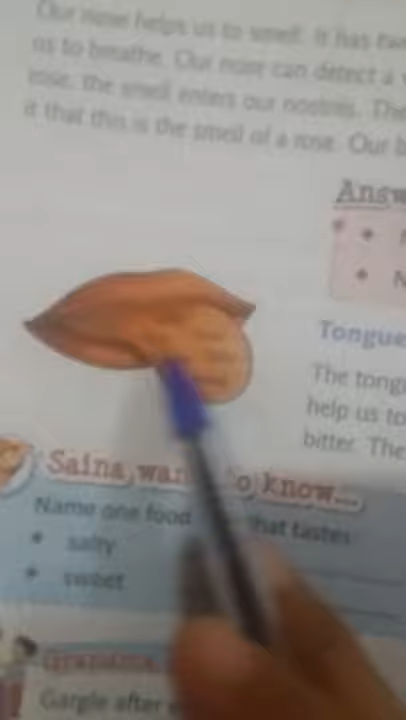 Our nose helps us to smell. It has
us to breathe. Our nose can detect a
rose, the smell enters our nostrils. The
it that this is the smell of a rose. Our
Answ
Tongue
The tong
help us to
bitter. The
Saina wan to know...
Name one food that tastes
salty
sweet
Gargle after